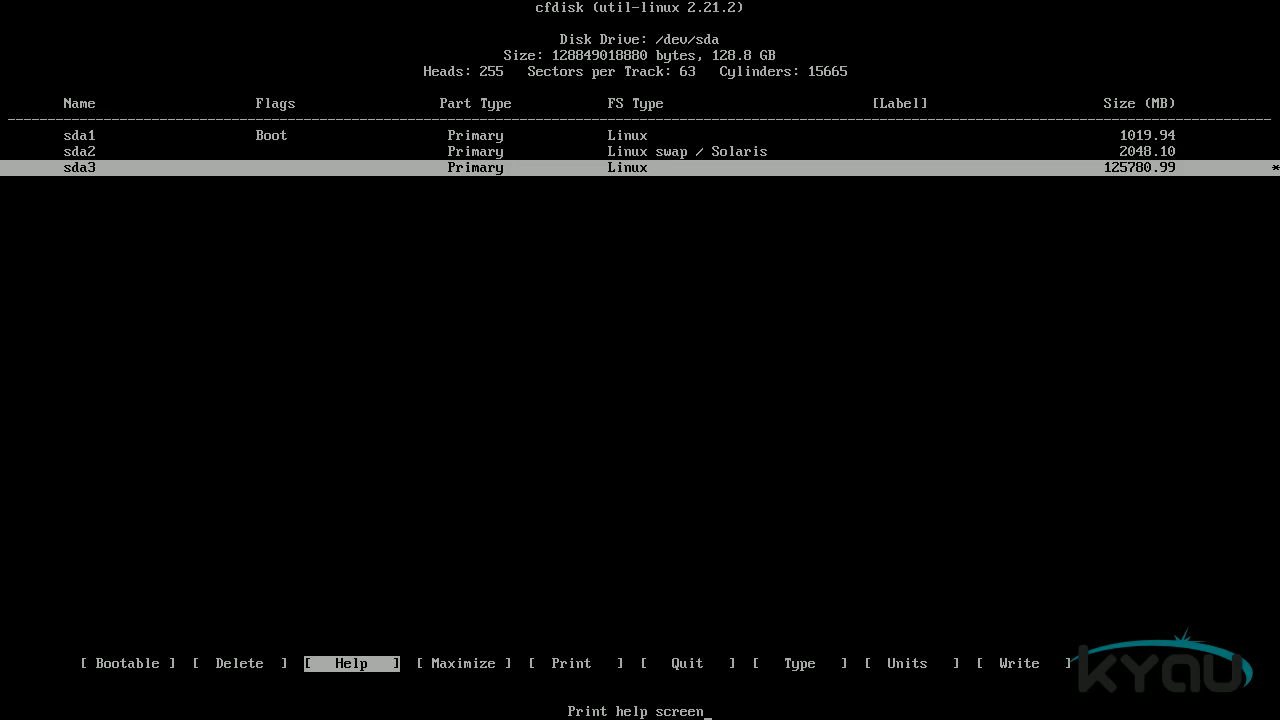 cfdisk (util-linux 2.21.2)
Disk Drive: /dev/sda
Size: 128849018880 bytes, 128.8 GB
Heads: 255 Sectors per Track: 63 Cylinders: 15665
Name Flags Part Type FS Type [Label] Size (MB)
sda1 Boot Primary Linux 1019.94
sda2 Primary Linux swap / Solaris 2048.10
sda3 Primary Linux 125780.99 *
[ Bootable ] [ Delete ] [ Help ] [ Maximize ] [ Print ] [ Quit ] [ Type ] [ Units ] [ Write ]
kyau
Print help screen_